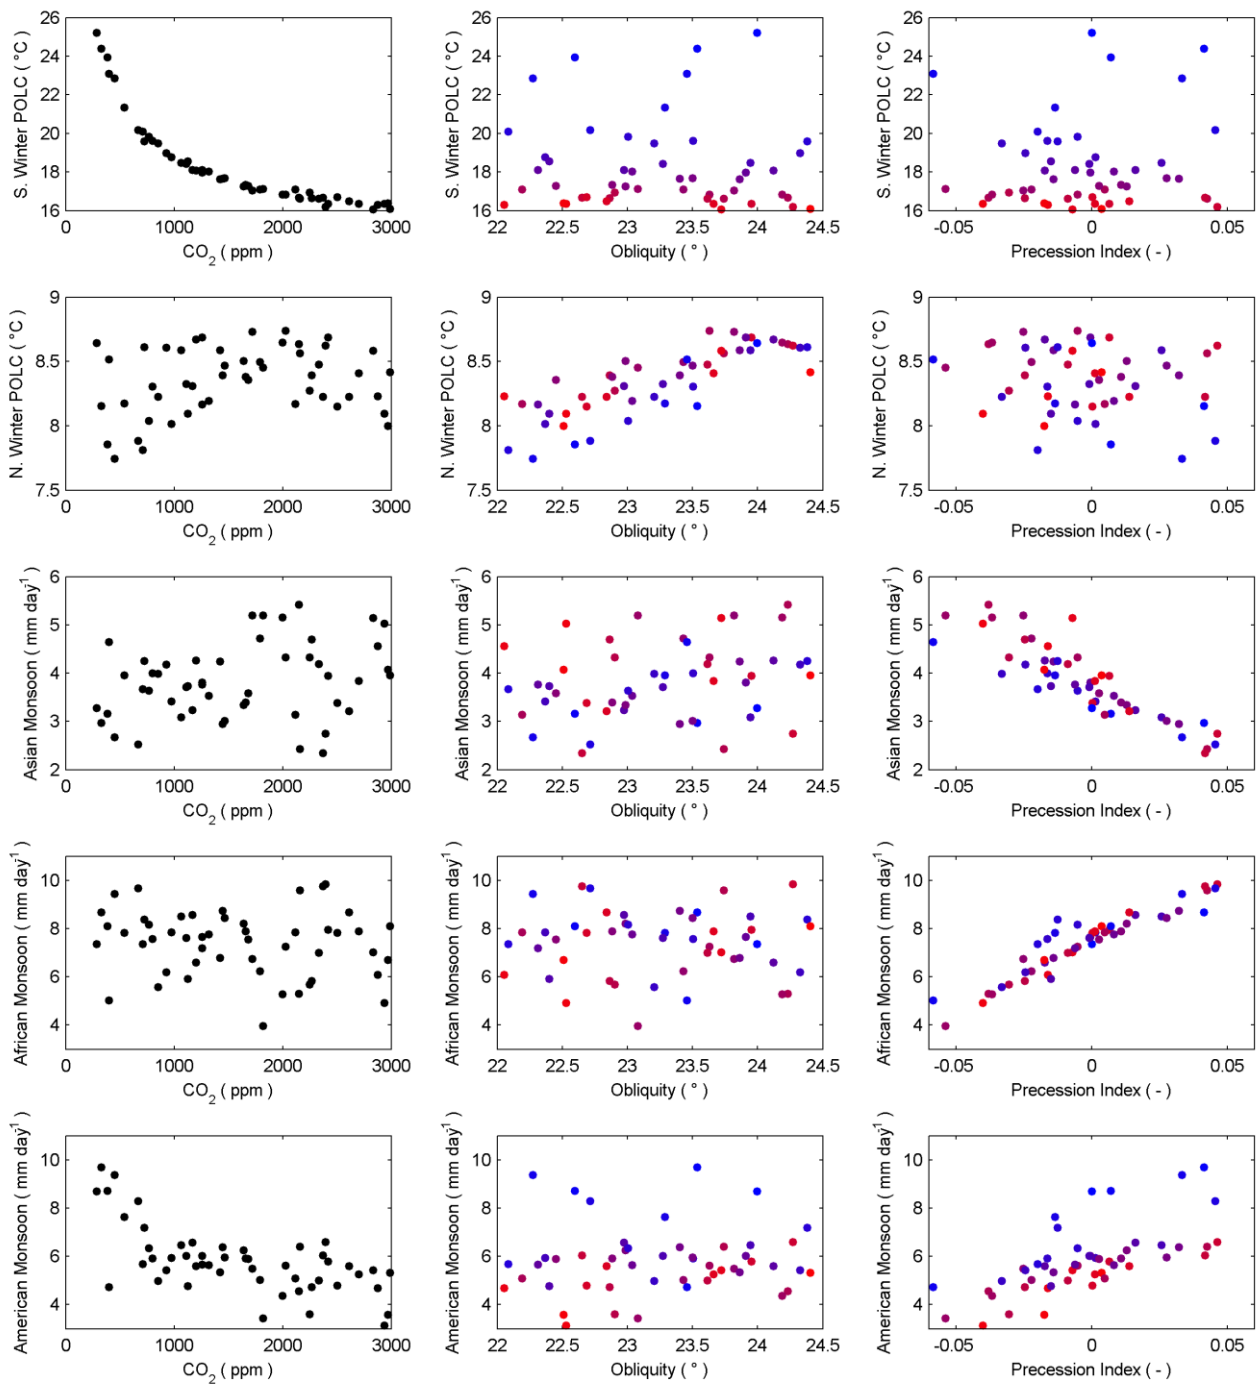 S. Winter POLC ( °C )
26
24
22
20
18
16
0 1000 2000 3000
CO2 ( ppm )
S. Winter POLC ( °C )
26
24
22
20
18
16
22 22.5 23 23.5 24 24.5
Obliquity ( ° )
S. Winter POLC ( °C )
26
24
22
20
18
16
-0.05 0 0.05
Precession Index ( - )
N. Winter POLC ( °C )
9
8.5
8
7.5
0 1000 2000 3000
CO2 ( ppm )
N. Winter POLC ( °C )
9
8.5
8
7.5
22 22.5 23 23.5 24 24.5
Obliquity ( ° )
N. Winter POLC ( °C )
9
8.5
8
7.5
-0.05 0 0.05
Precession Index ( - )
Asian Monsoon ( mm day-1 )
6
5
4
3
2
0 1000 2000 3000
CO2 ( ppm )
Asian Monsoon ( mm day-1 )
6
5
4
3
2
22 22.5 23 23.5 24 24.5
Obliquity ( ° )
Asian Monsoon ( mm day-1 )
6
5
4
3
2
-0.05 0 0.05
Precession Index ( - )
African Monsoon ( mm day-1 )
10
8
6
4
0 1000 2000 3000
CO2 ( ppm )
African Monsoon ( mm day-1 )
10
8
6
4
22 22.5 23 23.5 24 24.5
Obliquity ( ° )
African Monsoon ( mm day-1 )
10
8
6
4
-0.05 0 0.05
Precession Index ( - )
American Monsoon ( mm day-1 )
10
8
6
4
0 1000 2000 3000
CO2 ( ppm )
American Monsoon ( mm day-1 )
10
8
6
4
22 22.5 23 23.5 24 24.5
Obliquity ( ° )
American Monsoon ( mm day-1 )
10
8
6
4
-0.05 0 0.05
Precession Index ( - )